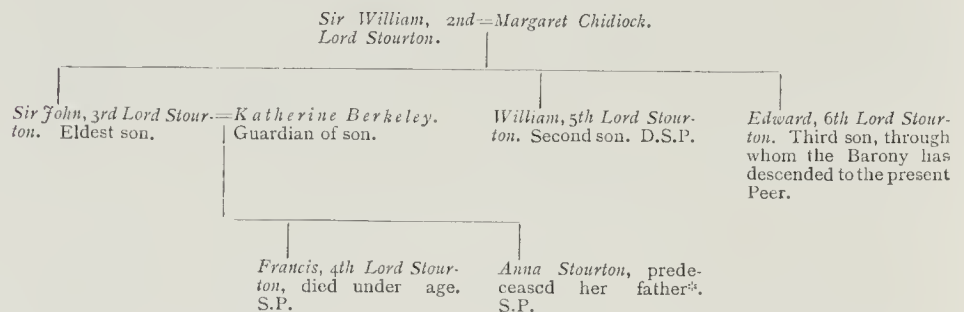 Sir William, 2nd=Margaret Chidiock.
Lord Stourton.
Sir John, 3rd Lord Stour-=Katherine Berkeley.
ton. Eldest son. Guardian of son.
William, 5th Lord Stour-
ton. Second son. D.S.P.
Edward, 6th Lord Stour-
ton. Third son, through
whom the Barony has
descended to the present
Peer.
Francis, 4th Lord Stour-
ton, died under age.
S.P.
Anna Stourton, prede-
ceased her father*.
S.P.